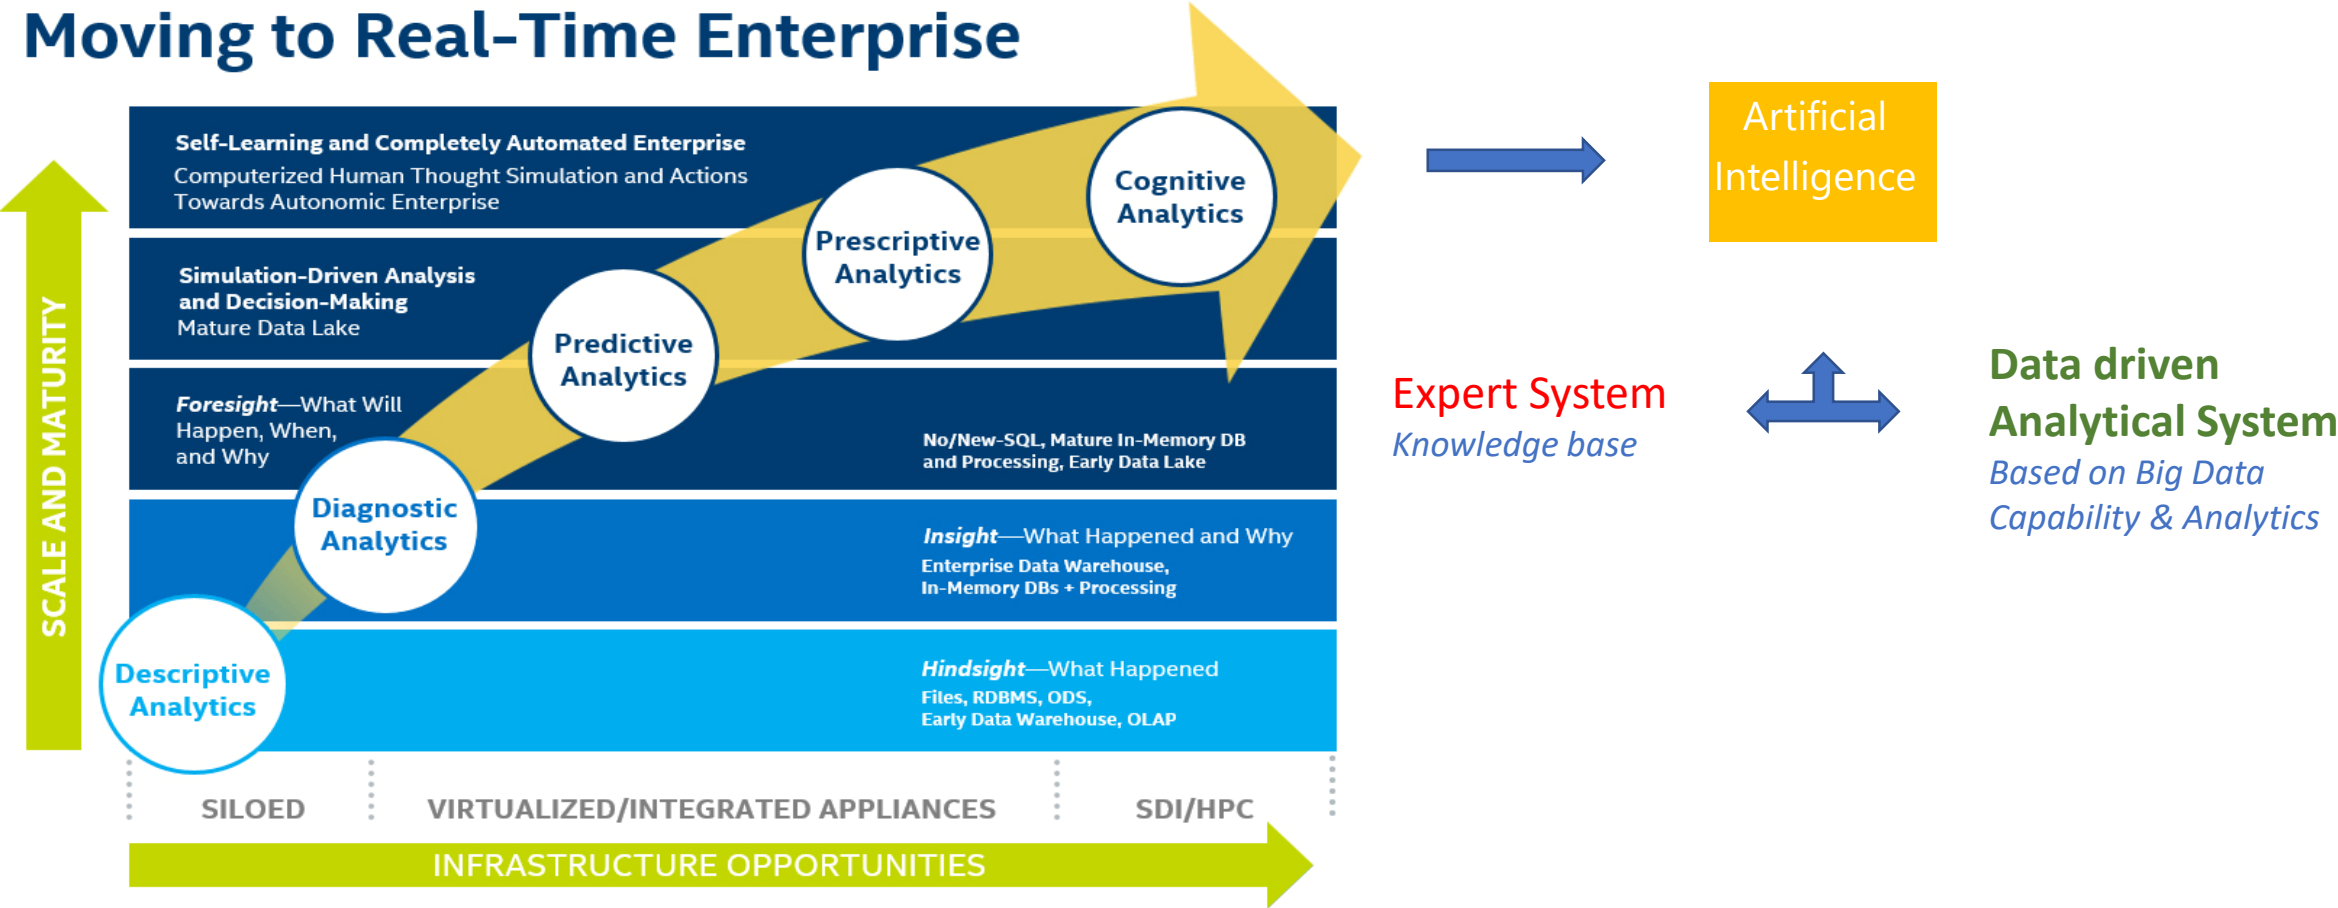 Moving to Real-Time Enterprise
SCALE AND MATURITY
Self-Learning and Completely Automated Enterprise
Computerized Human Thought Simulation and Actions
Towards Autonomic Enterprise
Cognitive
Analytics
Simulation-Driven Analysis
and Decision-Making
Mature Data Lake
Prescriptive
Analytics
Foresight—What Will
Happen, When,
and Why
Predictive
Analytics
No/New-SQL, Mature In-Memory DB
and Processing, Early Data Lake
Diagnostic
Analytics
Insight—What Happened and Why
Enterprise Data Warehouse,
In-Memory DBs + Processing
Descriptive
Analytics
Hindsight—What Happened
Files, RDBMS, ODS,
Early Data Warehouse, OLAP
SILOED
VIRTUALIZED/INTEGRATED APPLIANCES
SDI/HPC
INFRASTRUCTURE OPPORTUNITIES
Artificial
Intelligence
Expert System
Knowledge base
Data driven
Analytical System
Based on Big Data
Capability & Analytics